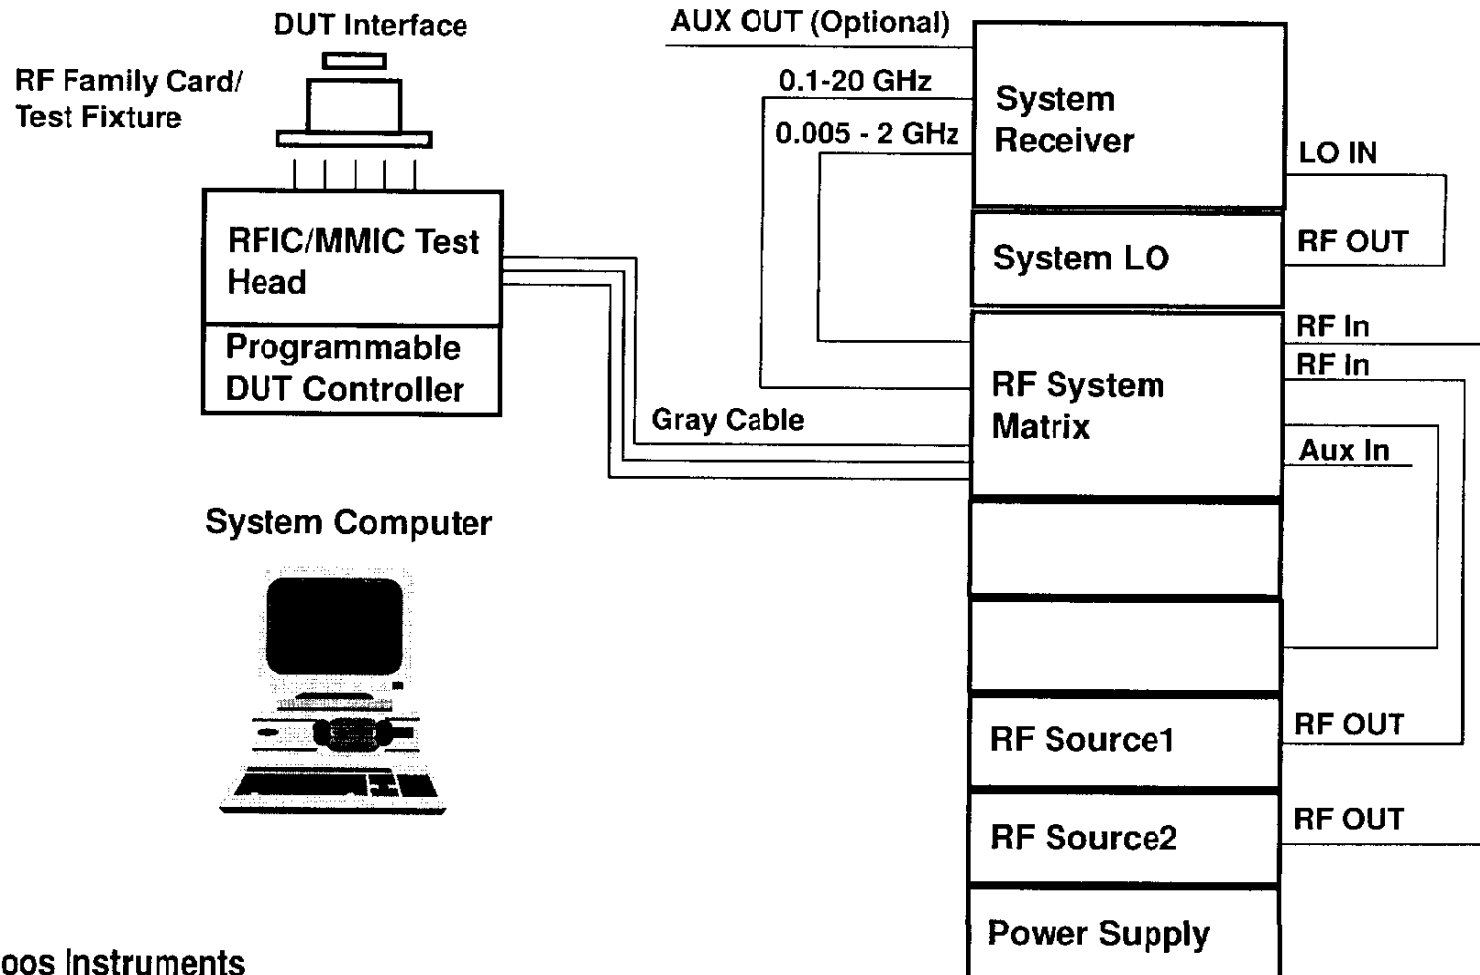 DUT Interface
RF Family Card/
Test Fixture
RFIC/MMIC Test
Head
Programmable
DUT Controller
System Computer
AUX OUT (Optional)
0.1-20 GHz
0.005 - 2 GHz
Gray Cable
System
Receiver
LO IN
System LO
RF OUT
RF In
RF In
RF System
Matrix
Aux In
RF Source1
RF OUT
RF Source2
RF OUT
Power Supply
oos Instruments